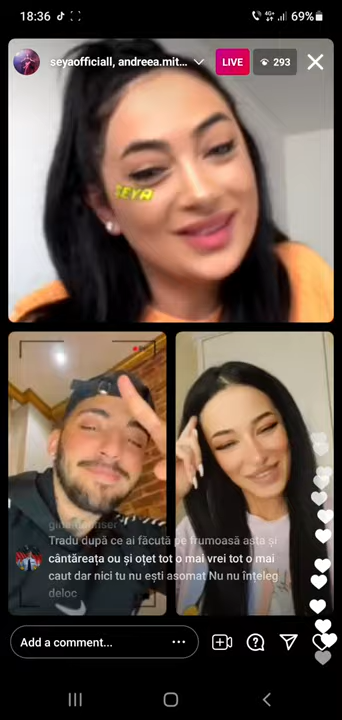 18:36
4G+
69%
seyaofficiall, andreea.mit...
LIVE
293
SEYA
Tradu după ce ai făcută pe frumoasă asta și
cântăreața ou și oțet tot o mai vrei tot o mai
caut dar nici tu nu ești asomat Nu nu înțeleg
deloc
Add a comment...